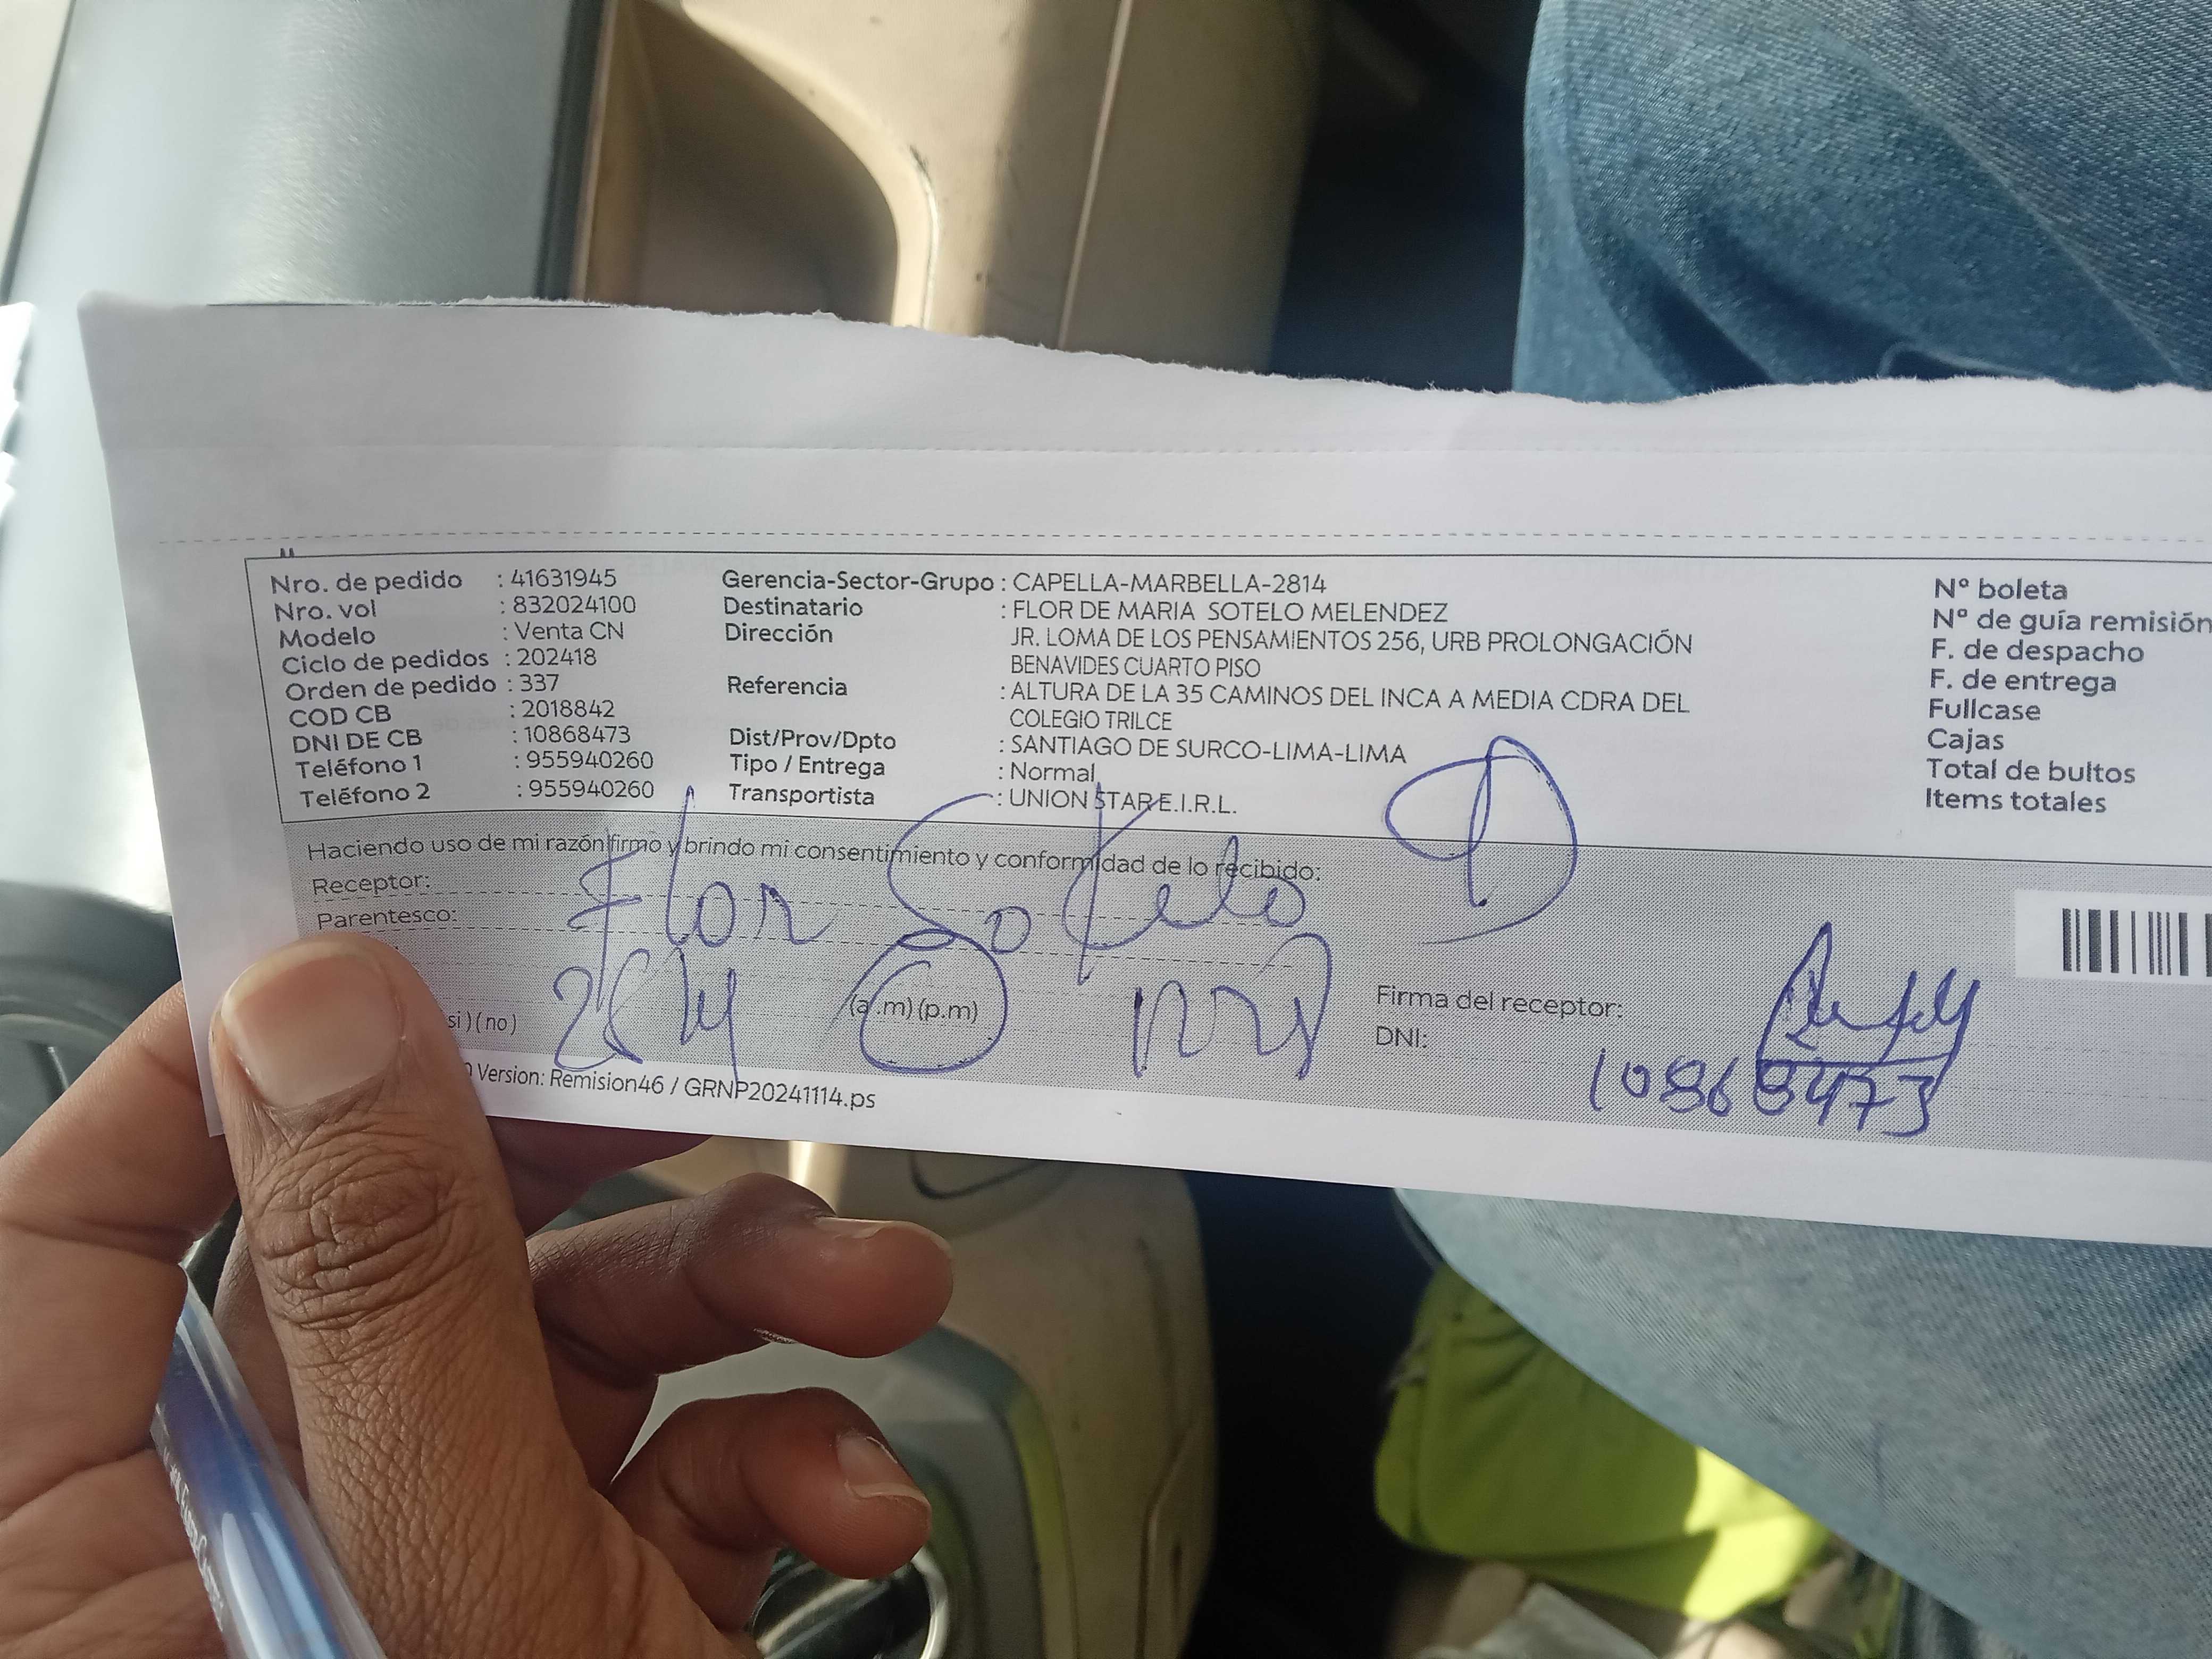 Nro. de pedido : 41631945
Nro. vol : 832024100
Modelo : Venta CN
Ciclo de pedidos : 202418
Orden de pedido : 337
COD CB : 2018842
DNI DE CB : 10868473
Teléfono 1 : 955940260
Teléfono 2 : 955940260
Gerencia-Sector-Grupo : CAPELLA-MARBELLA-2814
Destinatario : FLOR DE MARIA SOTELO MELENDEZ
Dirección JR. LOMA DE LOS PENSAMIENTOS 256, URB PROLONGACIÓN
BENAVIDES CUARTO PISO
Referencia : ALTURA DE LA 35 CAMINOS DEL INCA A MEDIA CDRA DEL
COLEGIO TRILCE
Dist/Prov/Dpto : SANTIAGO DE SURCO-LIMA-LIMA
Tipo / Entrega : Normal
Transportista : UNION STAR E.I.R.L.
N° boleta
N° de guía remisión
F. de despacho
F. de entrega
Fullcase
Cajas
Total de bultos
Items totales
Haciendo uso de mi razón firmo y brindo mi consentimiento y conformidad de lo recibido:
Receptor: Flor Sotelo
Parentesco:
(a.m) (p.m)
si ) ( no )
Firma del receptor:
DNI: 10868473
Version: Remision46 / GRNP20241114.ps